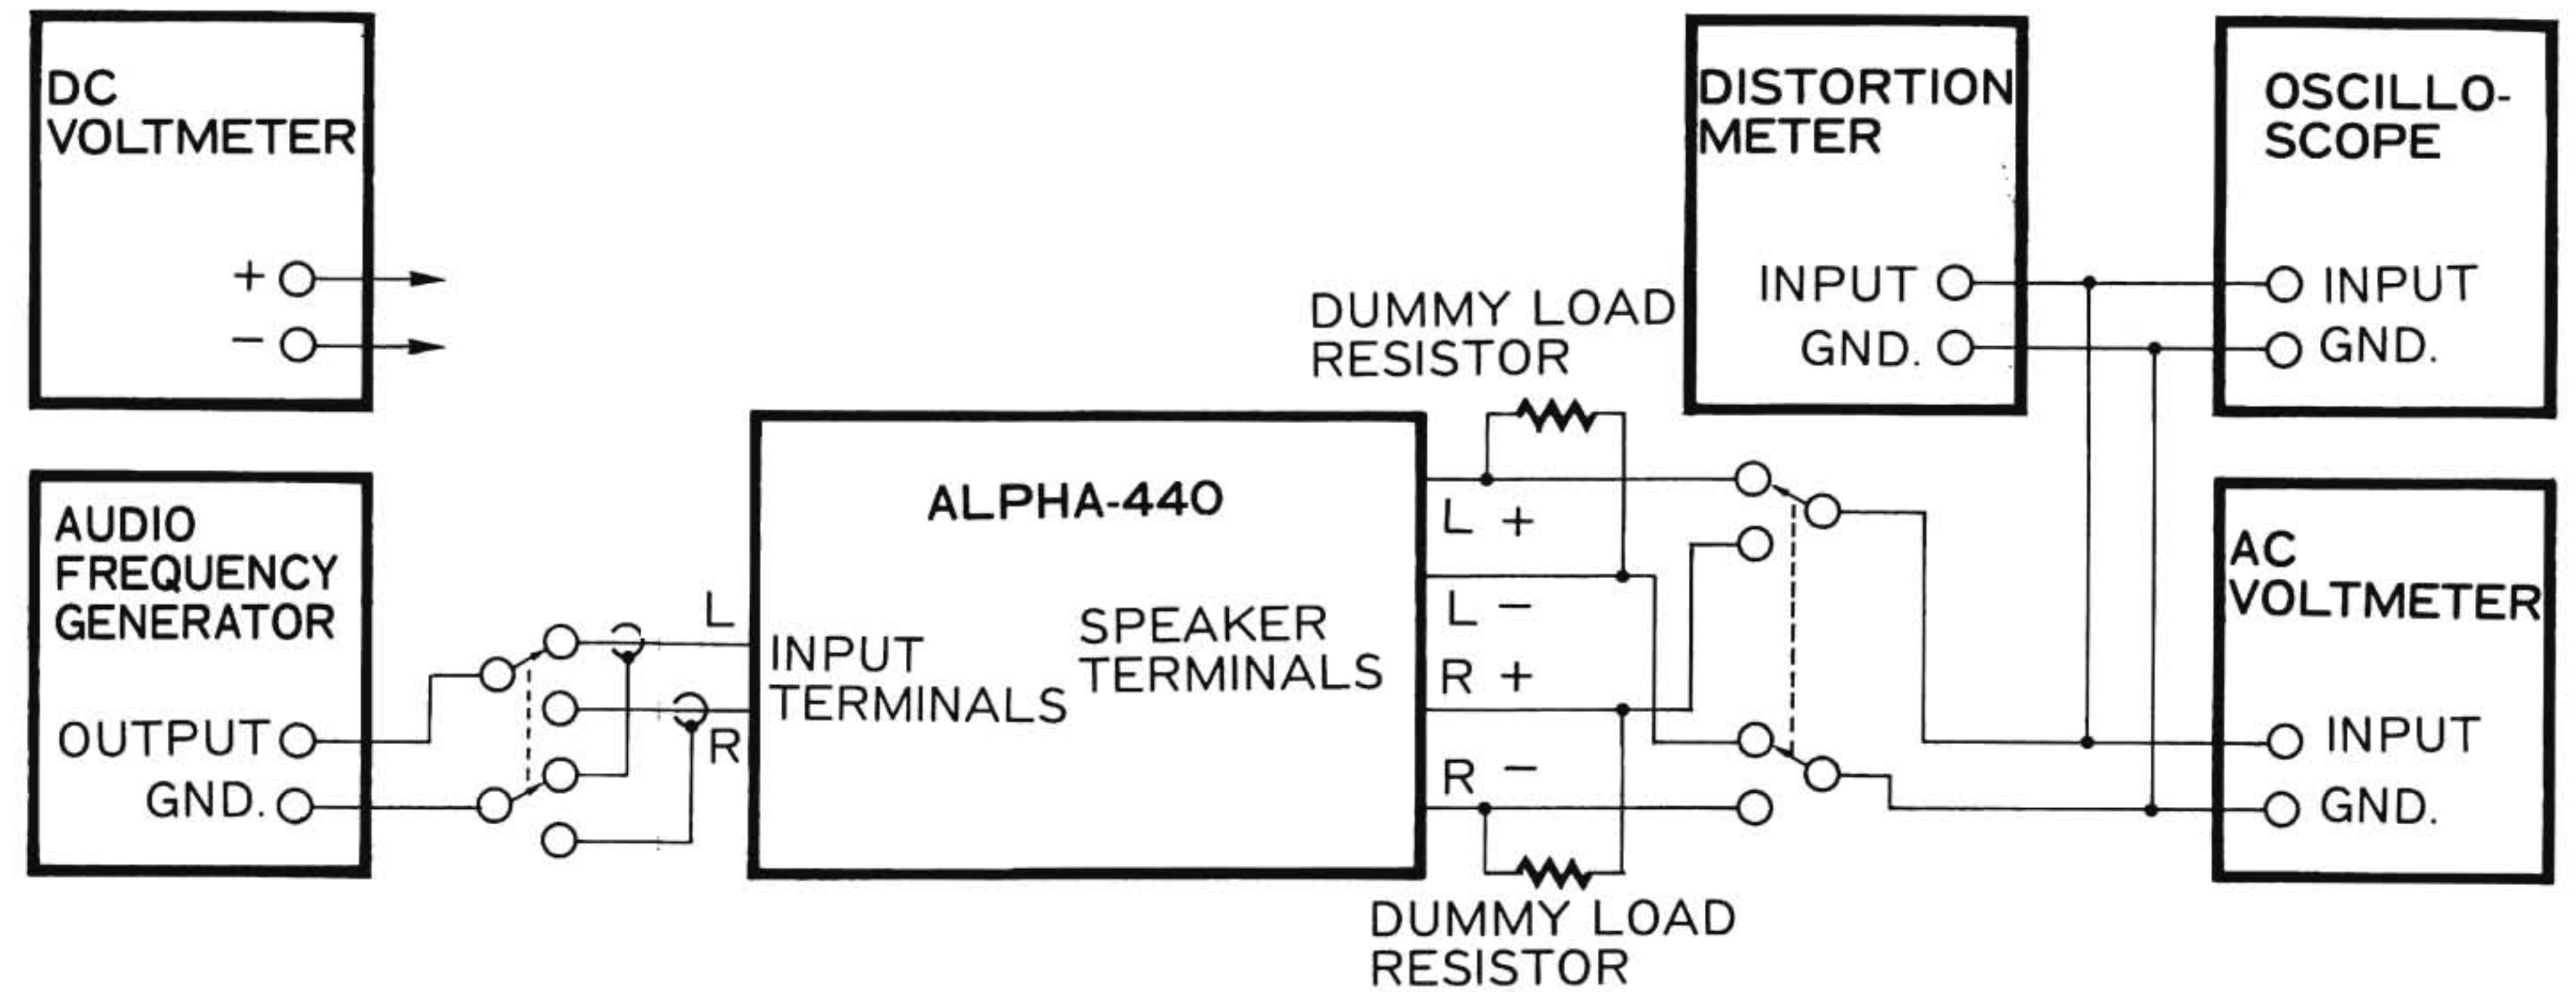 DC
VOLTMETER
+
−
AUDIO
FREQUENCY
GENERATOR
OUTPUT
GND.
L
R
ALPHA-440
INPUT
TERMINALS
SPEAKER
TERMINALS
L +
L −
R +
R −
DUMMY LOAD
RESISTOR
DUMMY LOAD
RESISTOR
DISTORTION
METER
INPUT
GND.
OSCILLO-
SCOPE
INPUT
GND.
AC
VOLTMETER
INPUT
GND.